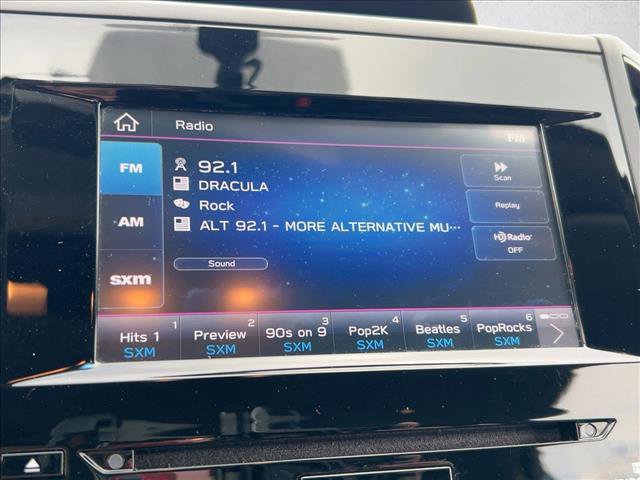 Radio
FM
FM
AM
SXM
92.1
DRACULA
Rock
ALT 92.1 - MORE ALTERNATIVE MU···
Sound
Scan
Replay
HD Radio
OFF
1 2 3 4 5 6
Hits 1 Preview 90s on 9 Pop2K Beatles PopRocks
SXM SXM SXM SXM SXM SXM